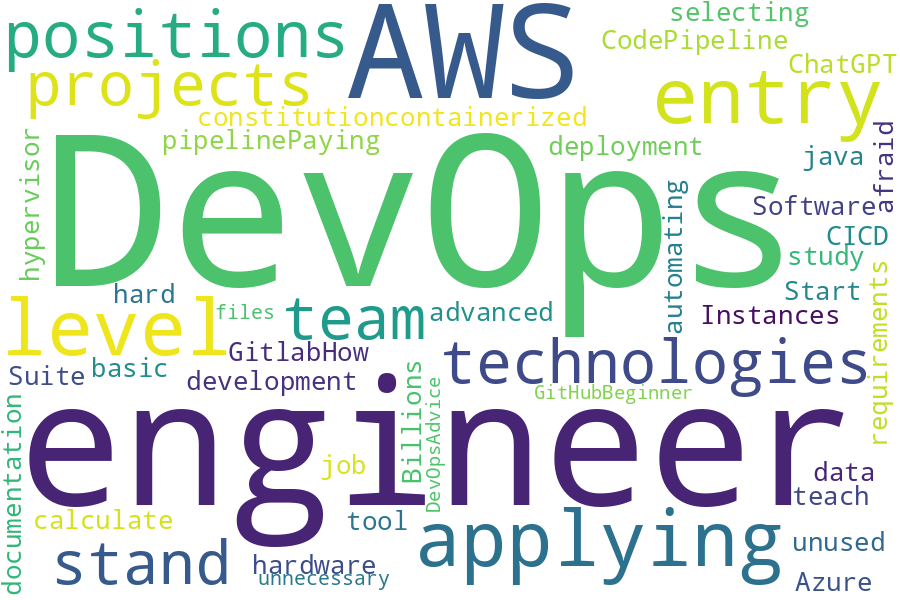 positions
AWS
selecting
CodePipeline
ChatGPT
projects
entry
constitutioncontainerized
pipelinePaying
deployment
java
afraid
hypervisor
DevOps
automating
Software
CICD
study
requirements
hard
Start
level
files
team
advanced
Instances
Suite
basic
GitlabHow
technologies
development
Billions
DevOpsAdvice
GitHubBeginner
documentation
engineer
job
data
teach
calculate
tool
applying
unused
stand
hardware
unnecessary
Azure